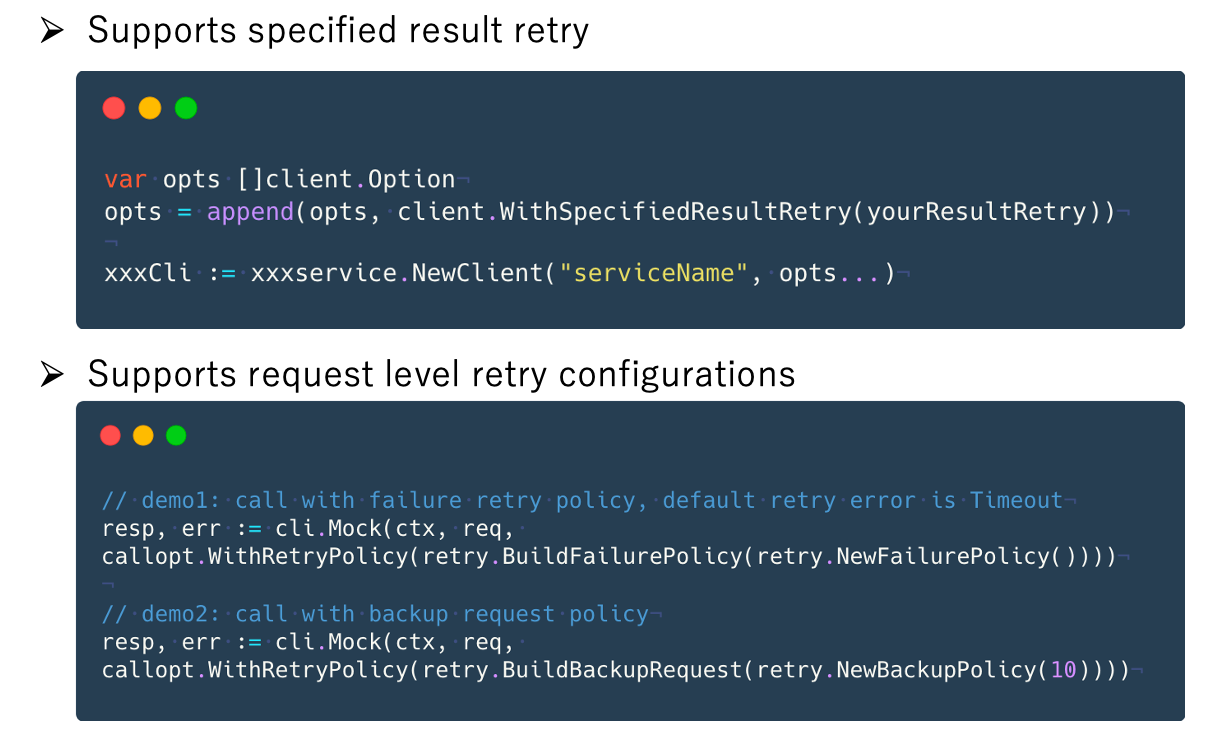 ➢ Supports specified result retry
var opts []client.Option
opts = append(opts, client.WithSpecifiedResultRetry(yourResultRetry))
xxxCli := xxxservice.NewClient("serviceName", opts...)
➢ Supports request level retry configurations
// demo1: call with failure retry policy, default retry error is Timeout
resp, err := cli.Mock(ctx, req,
callopt.WithRetryPolicy(retry.BuildFailurePolicy(retry.NewFailurePolicy())))
// demo2: call with backup request policy
resp, err := cli.Mock(ctx, req,
callopt.WithRetryPolicy(retry.BuildBackupRequest(retry.NewBackupPolicy(10))))